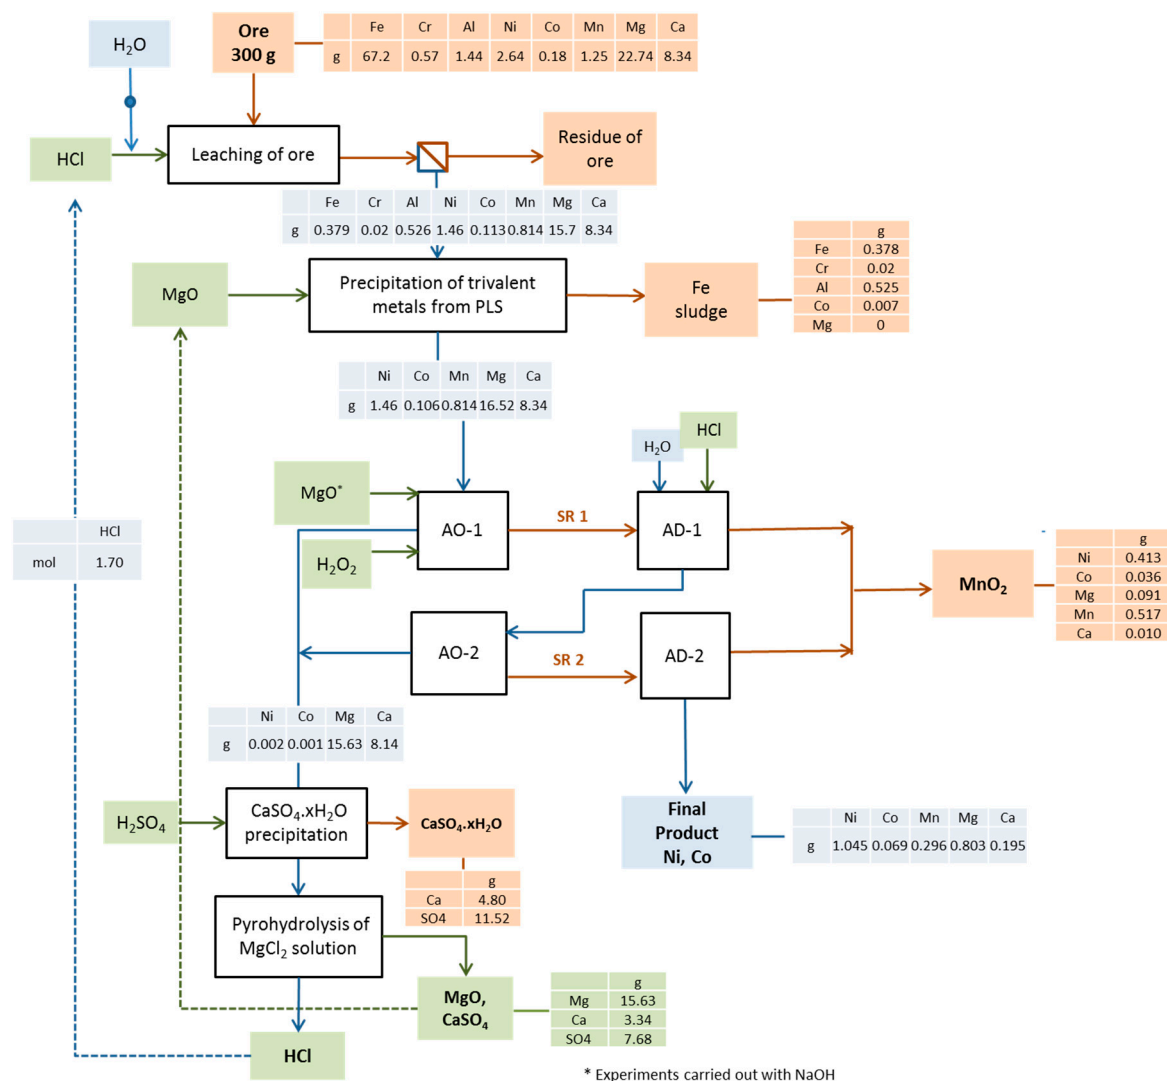 H₂O
Ore
300 g
Fe Cr Al Ni Co Mn Mg Ca
g 67.2 0.57 1.44 2.64 0.18 1.25 22.74 8.34
HCl
Leaching of ore
Residue of
ore
Fe Cr Al Ni Co Mn Mg Ca
g 0.379 0.02 0.526 1.46 0.113 0.814 15.7 8.34
MgO
Precipitation of trivalent
metals from PLS
Fe
sludge
g
Fe 0.378
Cr 0.02
Al 0.525
Co 0.007
Mg 0
Ni Co Mn Mg Ca
g 1.46 0.106 0.814 16.52 8.34
H₂O
HCl
MgO*
AO-1
SR 1
AD-1
H₂O₂
HCl
mol 1.70
MnO₂
g
Ni 0.413
Co 0.036
Mg 0.091
Mn 0.517
Ca 0.010
AO-2
SR 2
AD-2
Ni Co Mg Ca
g 0.002 0.001 15.63 8.14
H₂SO₄
CaSO₄.xH₂O
precipitation
CaSO₄.xH₂O
g
Ca 4.80
SO4 11.52
Final
Product
Ni, Co
Ni Co Mn Mg Ca
g 1.045 0.069 0.296 0.803 0.195
Pyrohydrolysis of
MgCl₂ solution
MgO,
CaSO₄
g
Mg 15.63
Ca 3.34
SO4 7.68
HCl
* Experiments carried out with NaOH